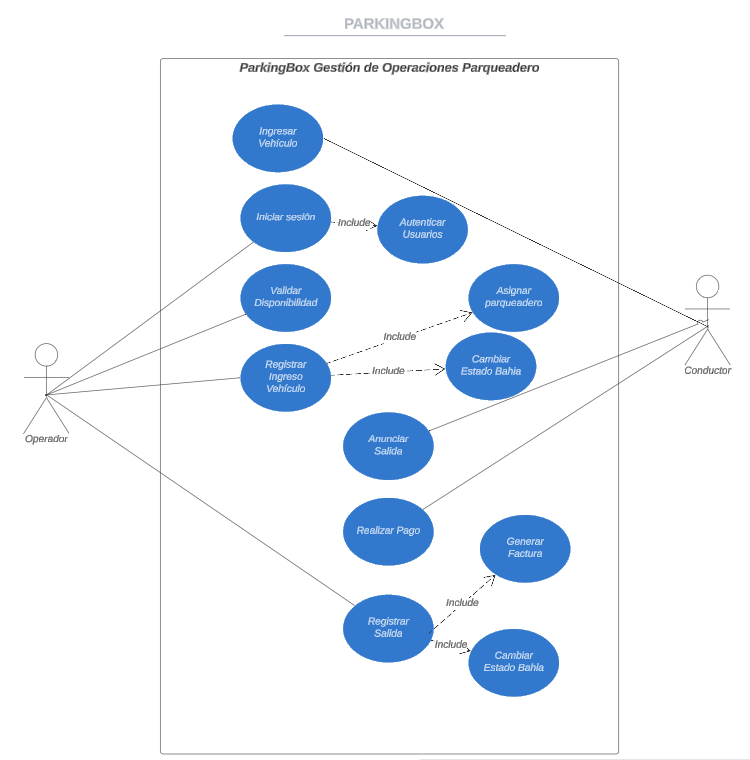 PARKINGBOX
ParkingBox Gestión de Operaciones Parqueadero
Ingresar
Vehículo
Iniciar sesión
Include
Autenticar
Usuarios
Validar
Disponibilidad
Asignar
parqueadero
Include
Registrar
Ingreso
Vehículo
Include
Cambiar
Estado Bahia
Operador
Conductor
Anunciar
Salida
Realizar Pago
Generar
Factura
Include
Registrar
Salida
Include
Cambiar
Estado Bahia